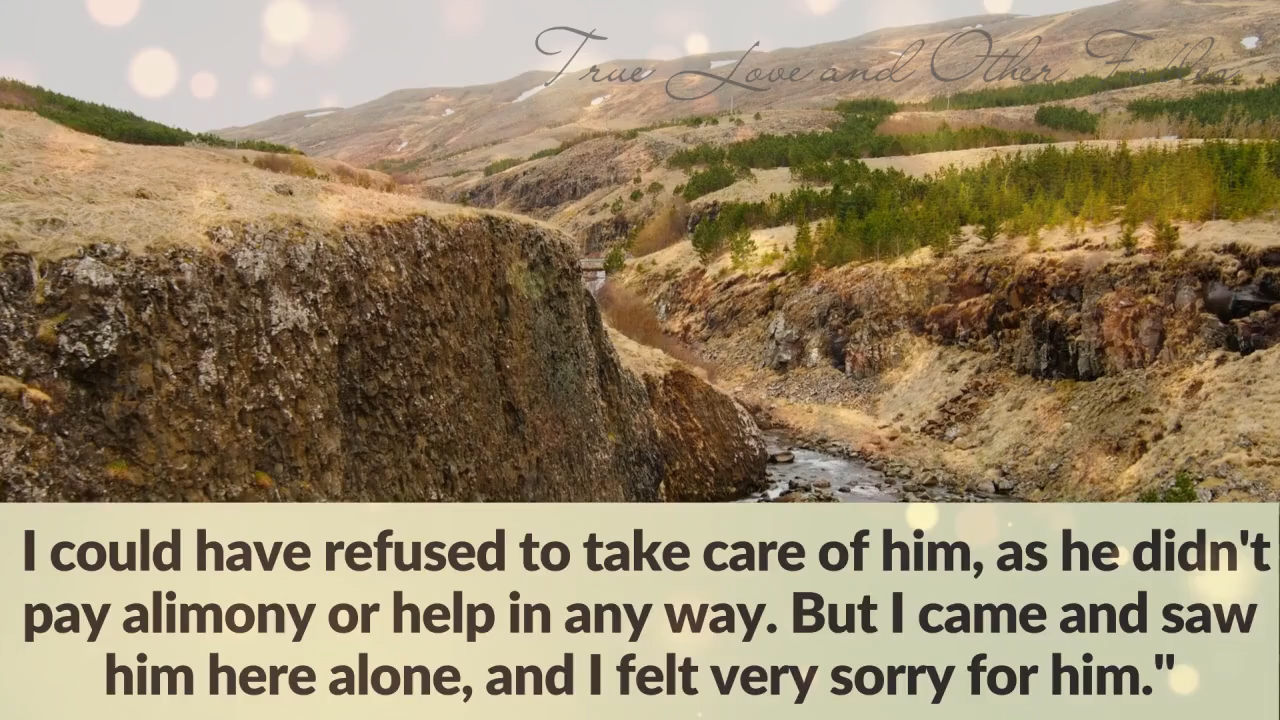 True Love and Other
I could have refused to take care of him, as he didn't
pay alimony or help in any way. But I came and saw
him here alone, and I felt very sorry for him."